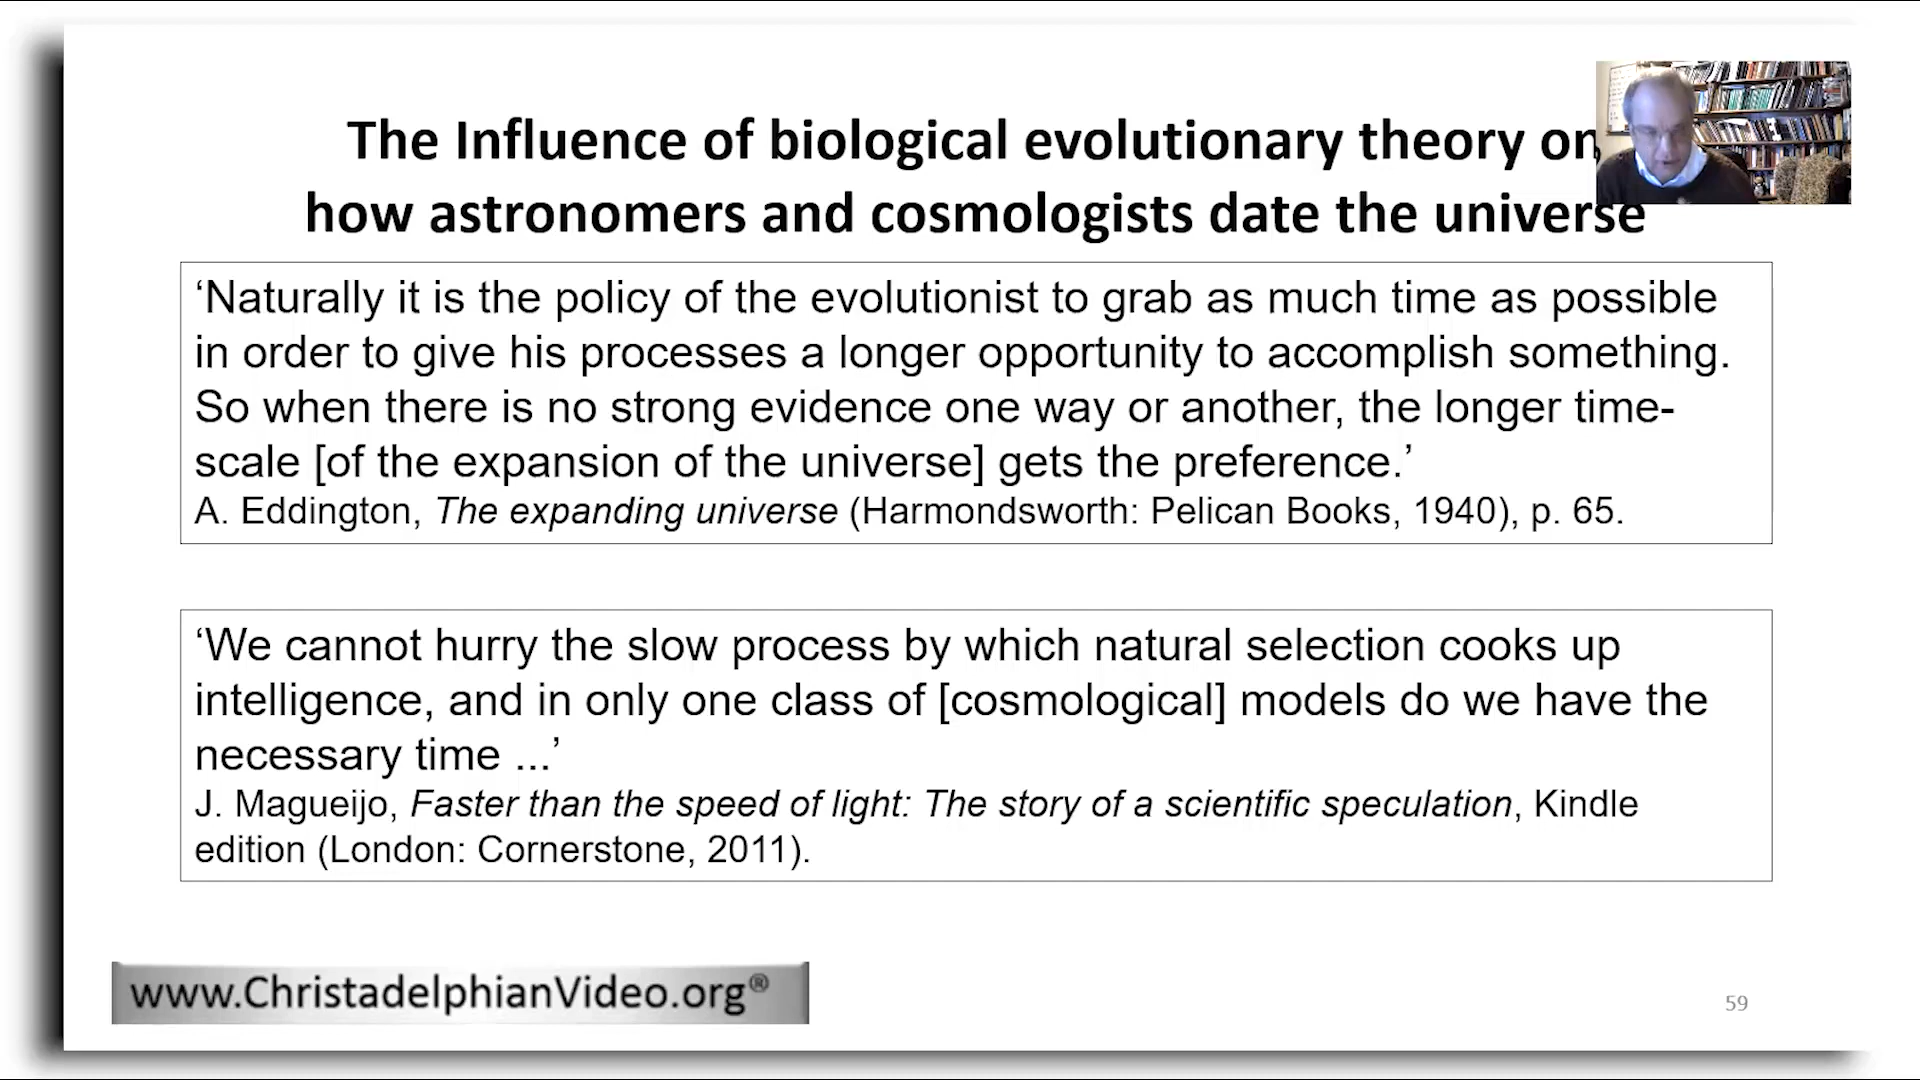 The Influence of biological evolutionary theory on
how astronomers and cosmologists date the universe
‘Naturally it is the policy of the evolutionist to grab as much time as possible
in order to give his processes a longer opportunity to accomplish something.
So when there is no strong evidence one way or another, the longer time-
scale [of the expansion of the universe] gets the preference.’
A. Eddington, The expanding universe (Harmondsworth: Pelican Books, 1940), p. 65.
‘We cannot hurry the slow process by which natural selection cooks up
intelligence, and in only one class of [cosmological] models do we have the
necessary time ...’
J. Magueijo, Faster than the speed of light: The story of a scientific speculation, Kindle
edition (London: Cornerstone, 2011).
www.ChristadelphianVideo.org®
59